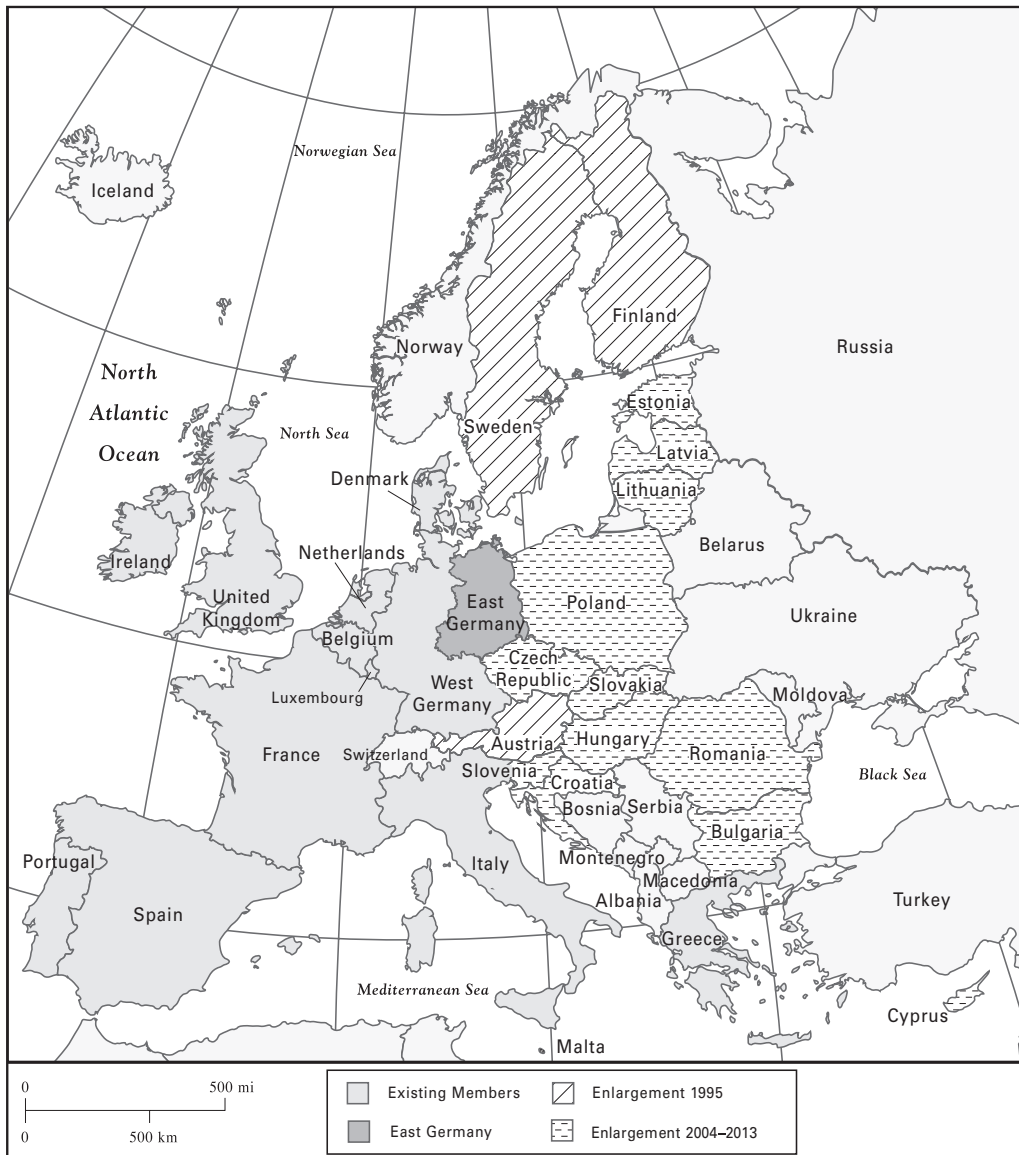 Norwegian Sea
Iceland
Finland
Norway
Russia
North
Atlantic
Ocean
Estonia
Sweden
North Sea
Latvia
Denmark
Lithuania
Belarus
Netherlands
Ireland
United
Kingdom
East
Germany
Poland
Ukraine
Belgium
Czech
Republic
Slovakia
Luxembourg
West
Germany
Moldova
France
Switzerland
Austria
Hungary
Romania
Slovenia
Croatia
Black Sea
Bosnia
Serbia
Bulgaria
Portugal
Italy
Montenegro
Macedonia
Albania
Turkey
Spain
Greece
Mediterranean Sea
Cyprus
Malta
0
500 mi
0
500 km
Existing Members
Enlargement 1995
East Germany
Enlargement 2004–2013